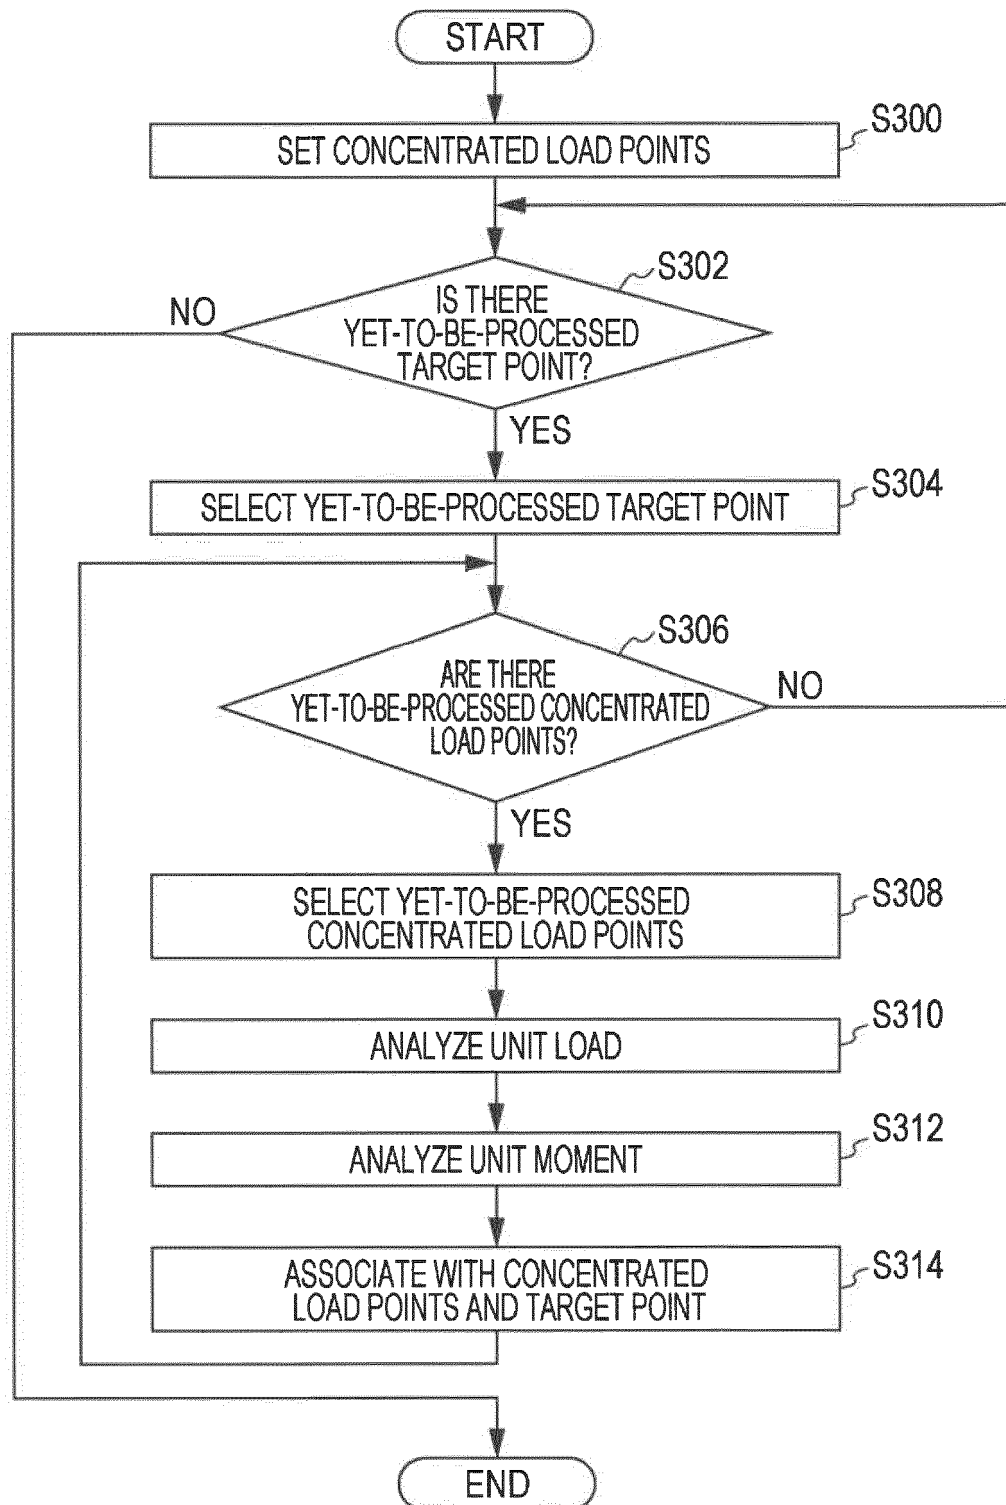 START
S300
SET CONCENTRATED LOAD POINTS
S302
NO
IS THERE
YET-TO-BE-PROCESSED
TARGET POINT?
YES
S304
SELECT YET-TO-BE-PROCESSED TARGET POINT
S306
ARE THERE
YET-TO-BE-PROCESSED CONCENTRATED
LOAD POINTS?
NO
YES
S308
SELECT YET-TO-BE-PROCESSED
CONCENTRATED LOAD POINTS
S310
ANALYZE UNIT LOAD
S312
ANALYZE UNIT MOMENT
S314
ASSOCIATE WITH CONCENTRATED
LOAD POINTS AND TARGET POINT
END